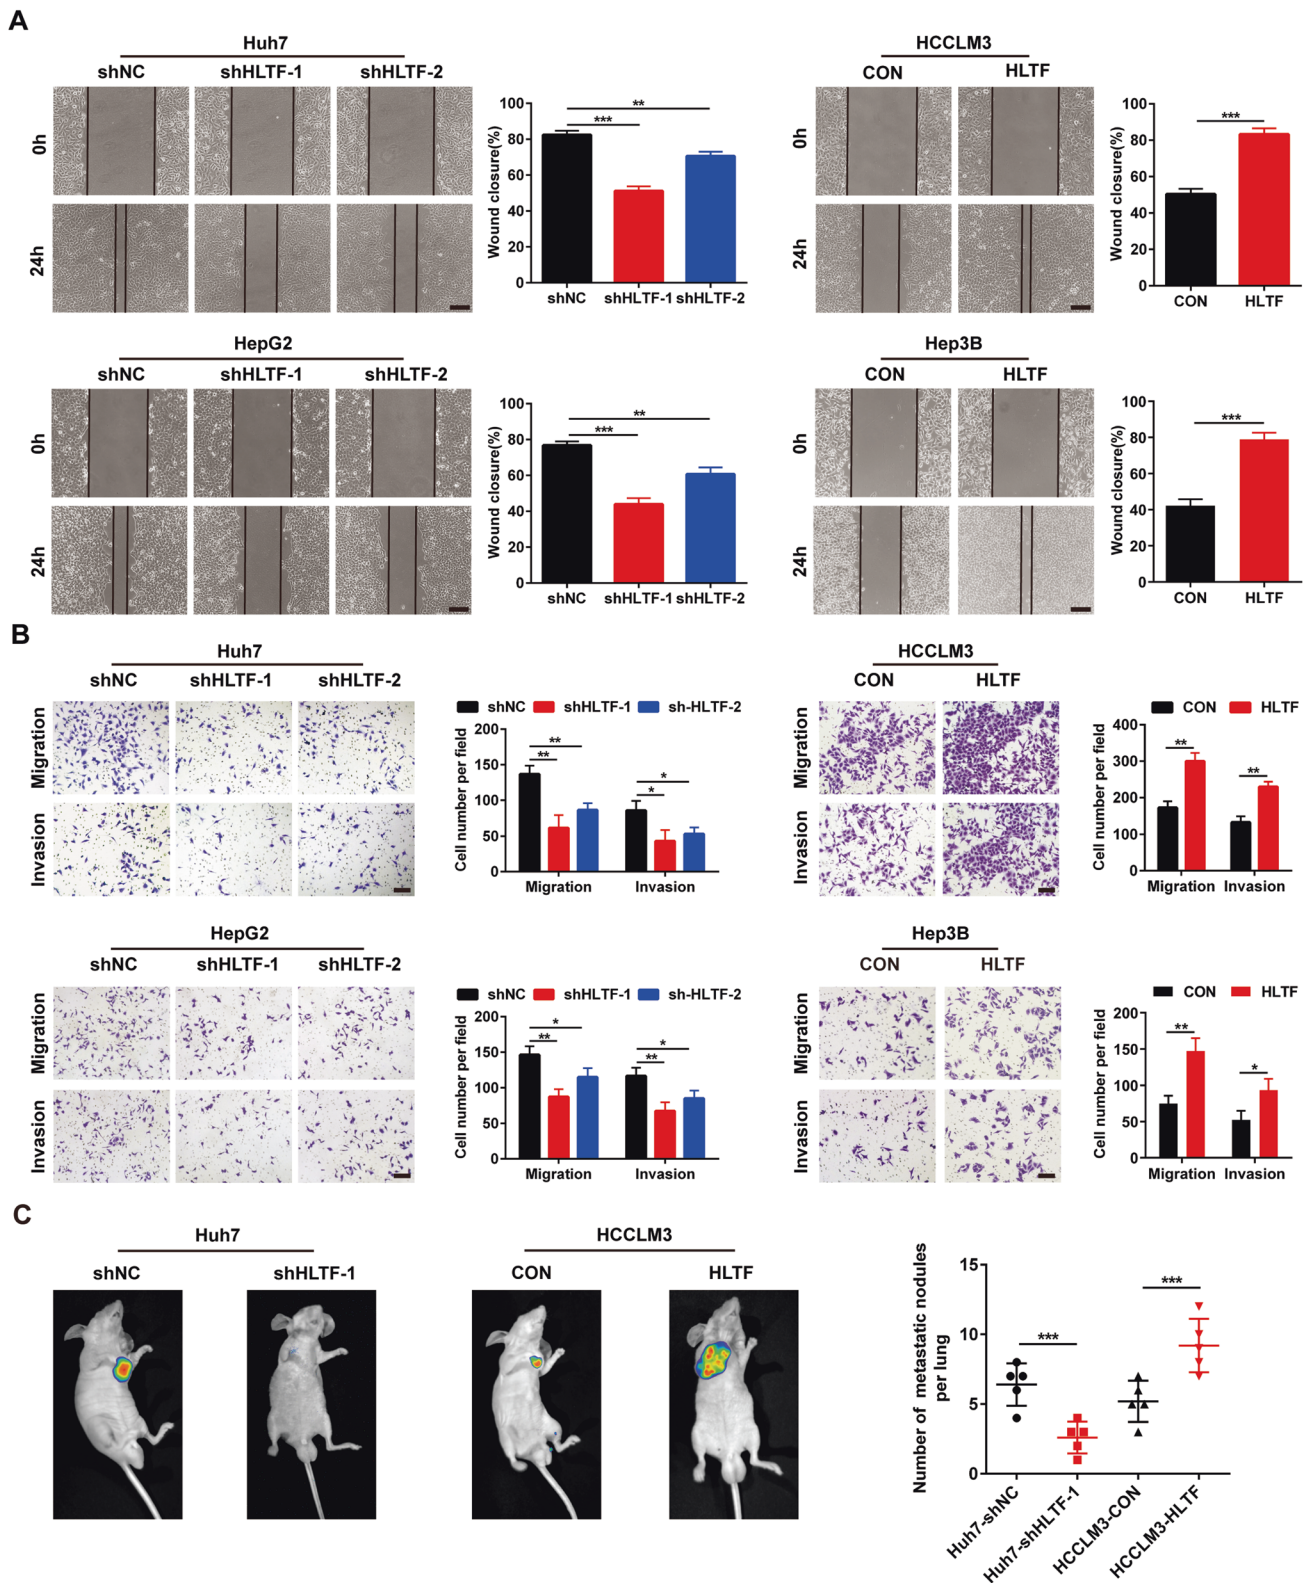 A
Huh7
shNC shHLTF-1 shHLTF-2
0h
24h
Wound closure(%)
100
80
60
40
20
0
** 
***
shNC shHLTF-1 shHLTF-2
HCCLM3
CON HLTF
0h
24h
Wound closure(%)
100
80
60
40
20
0
***
CON HLTF
HepG2
shNC shHLTF-1 shHLTF-2
0h
24h
Wound closure(%)
100
80
60
40
20
0
**
***
shNC shHLTF-1 shHLTF-2
Hep3B
CON HLTF
0h
24h
Wound closure(%)
100
80
60
40
20
0
***
CON HLTF
B
Huh7
shNC shHLTF-1 shHLTF-2
Migration
Invasion
shNC shHLTF-1 sh-HLTF-2
Cell number per field
200
150
100
50
0
**
**
*
*
Migration Invasion
HCCLM3
CON HLTF
Migration
Invasion
CON HLTF
Cell number per field
400
300
200
100
0
**
**
Migration Invasion
HepG2
shNC shHLTF-1 shHLTF-2
Migration
Invasion
shNC shHLTF-1 sh-HLTF-2
Cell number per field
200
150
100
50
0
*
**
*
**
Migration Invasion
Hep3B
CON HLTF
Migration
Invasion
CON HLTF
Cell number per field
200
150
100
50
0
**
*
Migration Invasion
C
Huh7
shNC shHLTF-1
HCCLM3
CON HLTF
Number of metastatic nodules
per lung
15
10
5
0
***
***
Huh7-shNC
Huh7-shHLTF-1
HCCLM3-CON
HCCLM3-HLTF